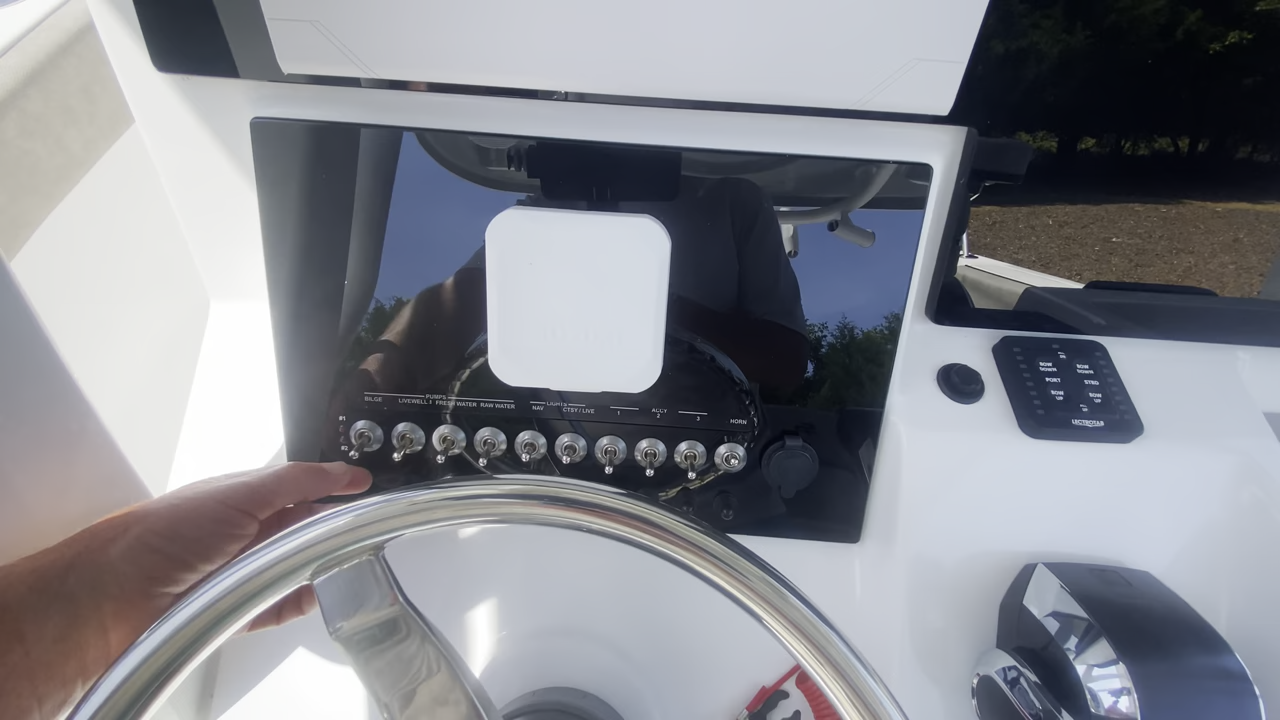 PUMPS
BILGE LIVEWELL FRESH WATER RAW WATER
LIGHTS
NAV CTSY / LIVE
ACCY
1 2 3
HORN
#1
#2
BOW DOWN BOW DOWN
PORT STBD
BOW UP BOW UP
LECTROTAB